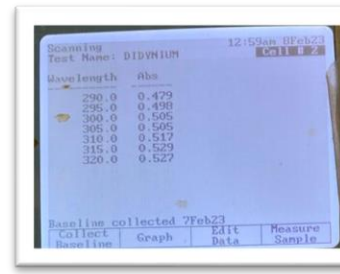 Scanning 12:59am 8Feb23
Test Name: DIDYNIUM Cell # 2
Wavelength Abs
290.0 0.479
295.0 0.498
300.0 0.505
305.0 0.505
310.0 0.517
315.0 0.529
320.0 0.527
Baseline collected 7Feb23
Collect Baseline Graph Edit Data Measure Sample